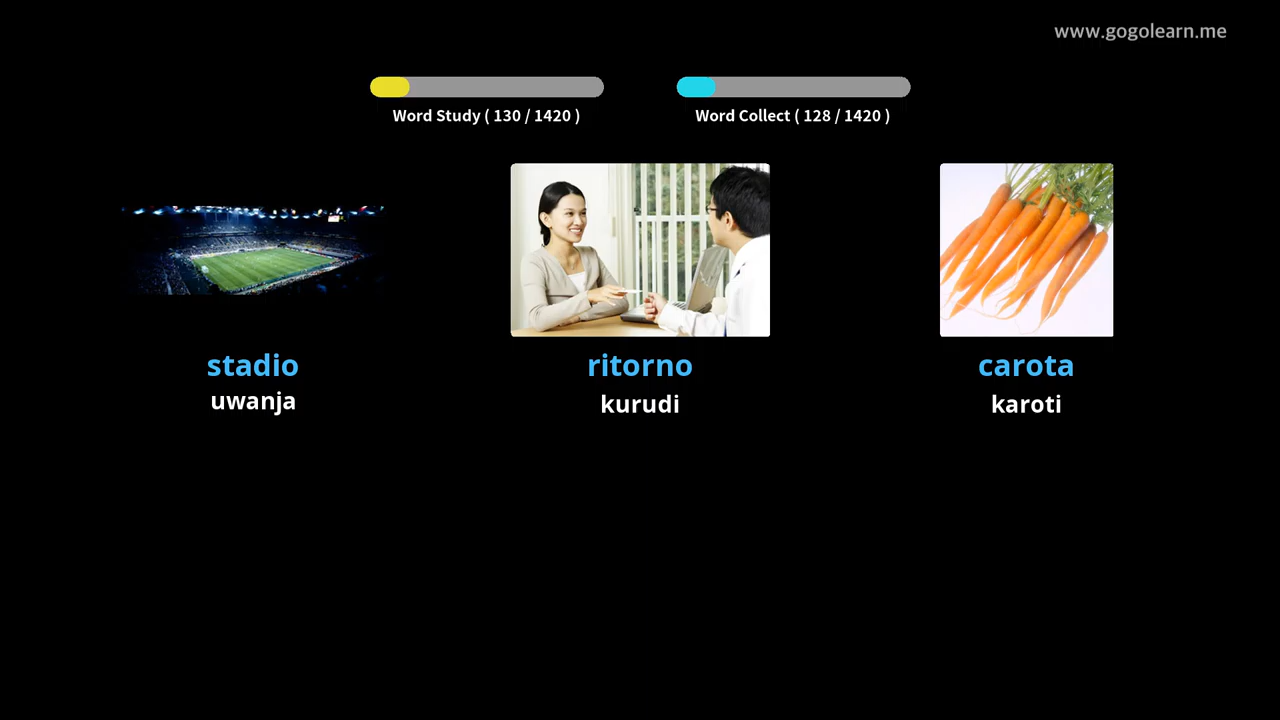 www.gogolearn.me
Word Study ( 130 / 1420 )
Word Collect ( 128 / 1420 )
stadio
uwanja
ritorno
kurudi
carota
karoti